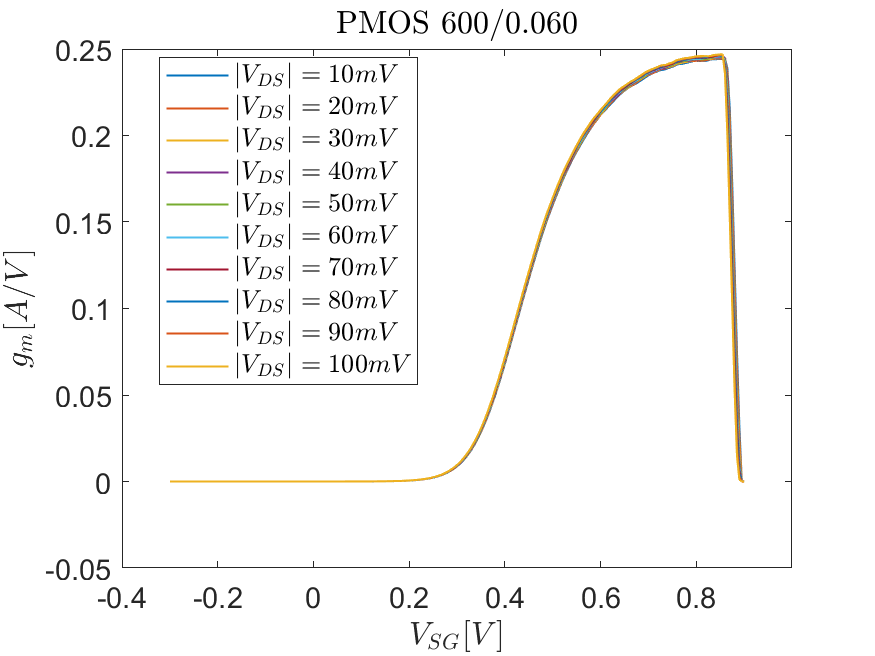 PMOS 600/0.060
0.25
0.2
0.15
0.1
0.05
0
-0.05
g_m[A/V]
|V_DS| = 10mV
|V_DS| = 20mV
|V_DS| = 30mV
|V_DS| = 40mV
|V_DS| = 50mV
|V_DS| = 60mV
|V_DS| = 70mV
|V_DS| = 80mV
|V_DS| = 90mV
|V_DS| = 100mV
-0.4 -0.2 0 0.2 0.4 0.6 0.8
V_SG[V]